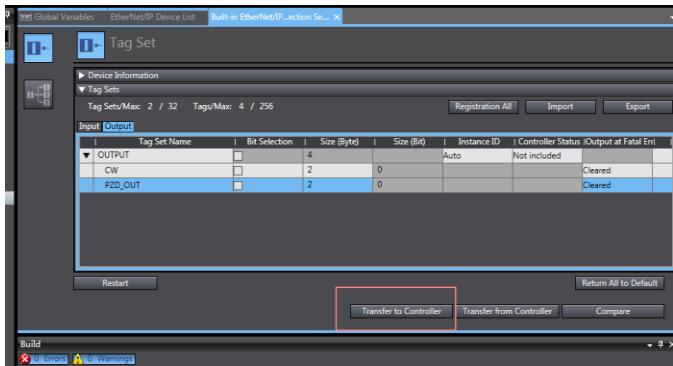 Global Variables EtherNet/IP Device List Built-in EtherNet/IP...ection Se... X
Tag Set
Device Information
Tag Sets
Tag Sets/Max: 2 / 32 Tags/Max: 4 / 256
Registration All Import Export
Input Output
Tag Set Name | Bit Selection | Size (Byte) | Size (Bit) | Instance ID | Controller Status |Output at Fatal Err|
OUTPUT 4 Auto Not included
CW 2 0 Cleared
PZD_OUT 2 0 Cleared
Restart Return All to Default
Transfer to Controller Transfer from Controller Compare
Build
0 Errors 0 Warnings